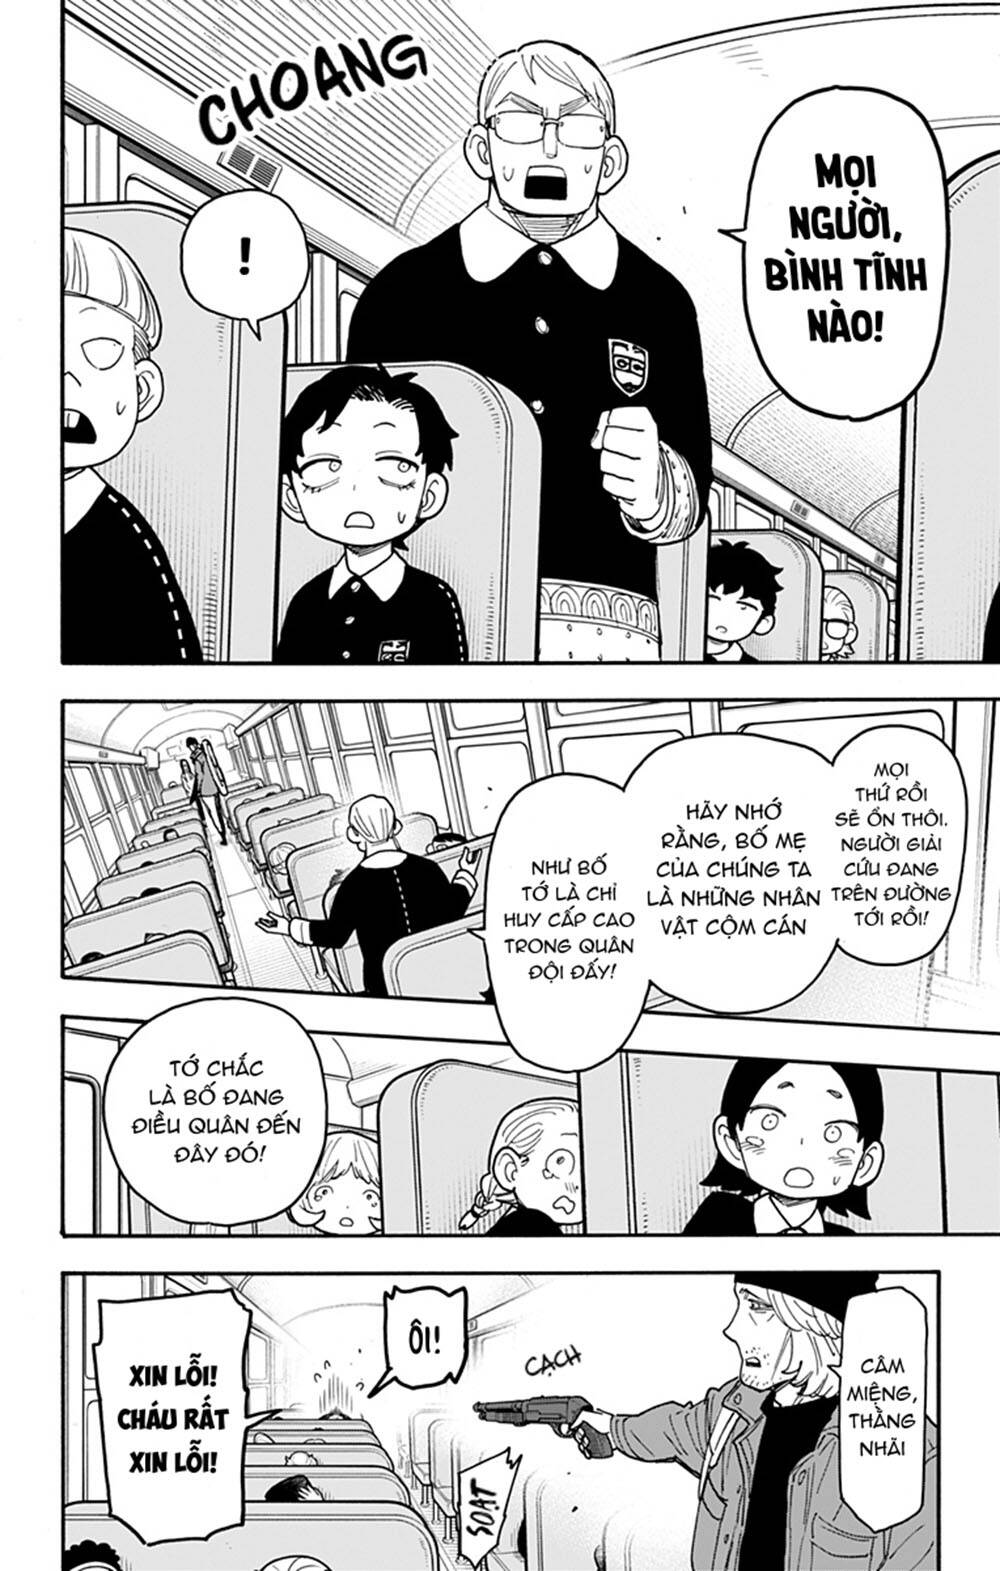 CHOANG
MỌI
NGƯỜI,
BÌNH TĨNH
NÀO!
!
MỌI
THỨ RỒI
SẼ ỔN THÔI.
NGƯỜI GIẢI
CỨU ĐANG
TRÊN ĐƯỜNG
TỚI RỒI!
HÃY NHỚ
RẰNG, BỐ MẸ
CỦA CHÚNG TA
LÀ NHỮNG NHÂN
VẬT CỘM CÁN
NHƯ BỐ
TỚ LÀ CHỈ
HUY CẤP CAO
TRONG QUÂN
ĐỘI ĐẤY!
TỚ CHẮC
LÀ BỐ ĐANG
ĐIỀU QUÂN ĐẾN
ĐÂY ĐÓ!
CÂM
MIỆNG,
THẰNG
NHÃI
CẠCH
ÔI!
XIN LỖI!
CHÁU RẤT
XIN LỖI!
SOẠT